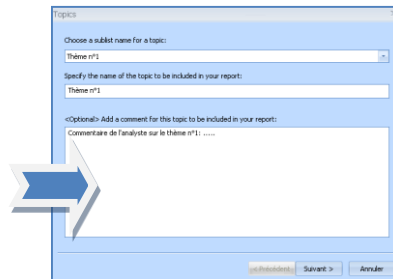 Topics
Choose a sublist name for a topic:
Thème n°1
Specify the name of the topic to be included in your report:
Thème n°1
<Optional> Add a comment for this topic to be included in your report:
Commentaire de l'analyste sur le thème n°1: .....
< Précédent Suivant > Annuler